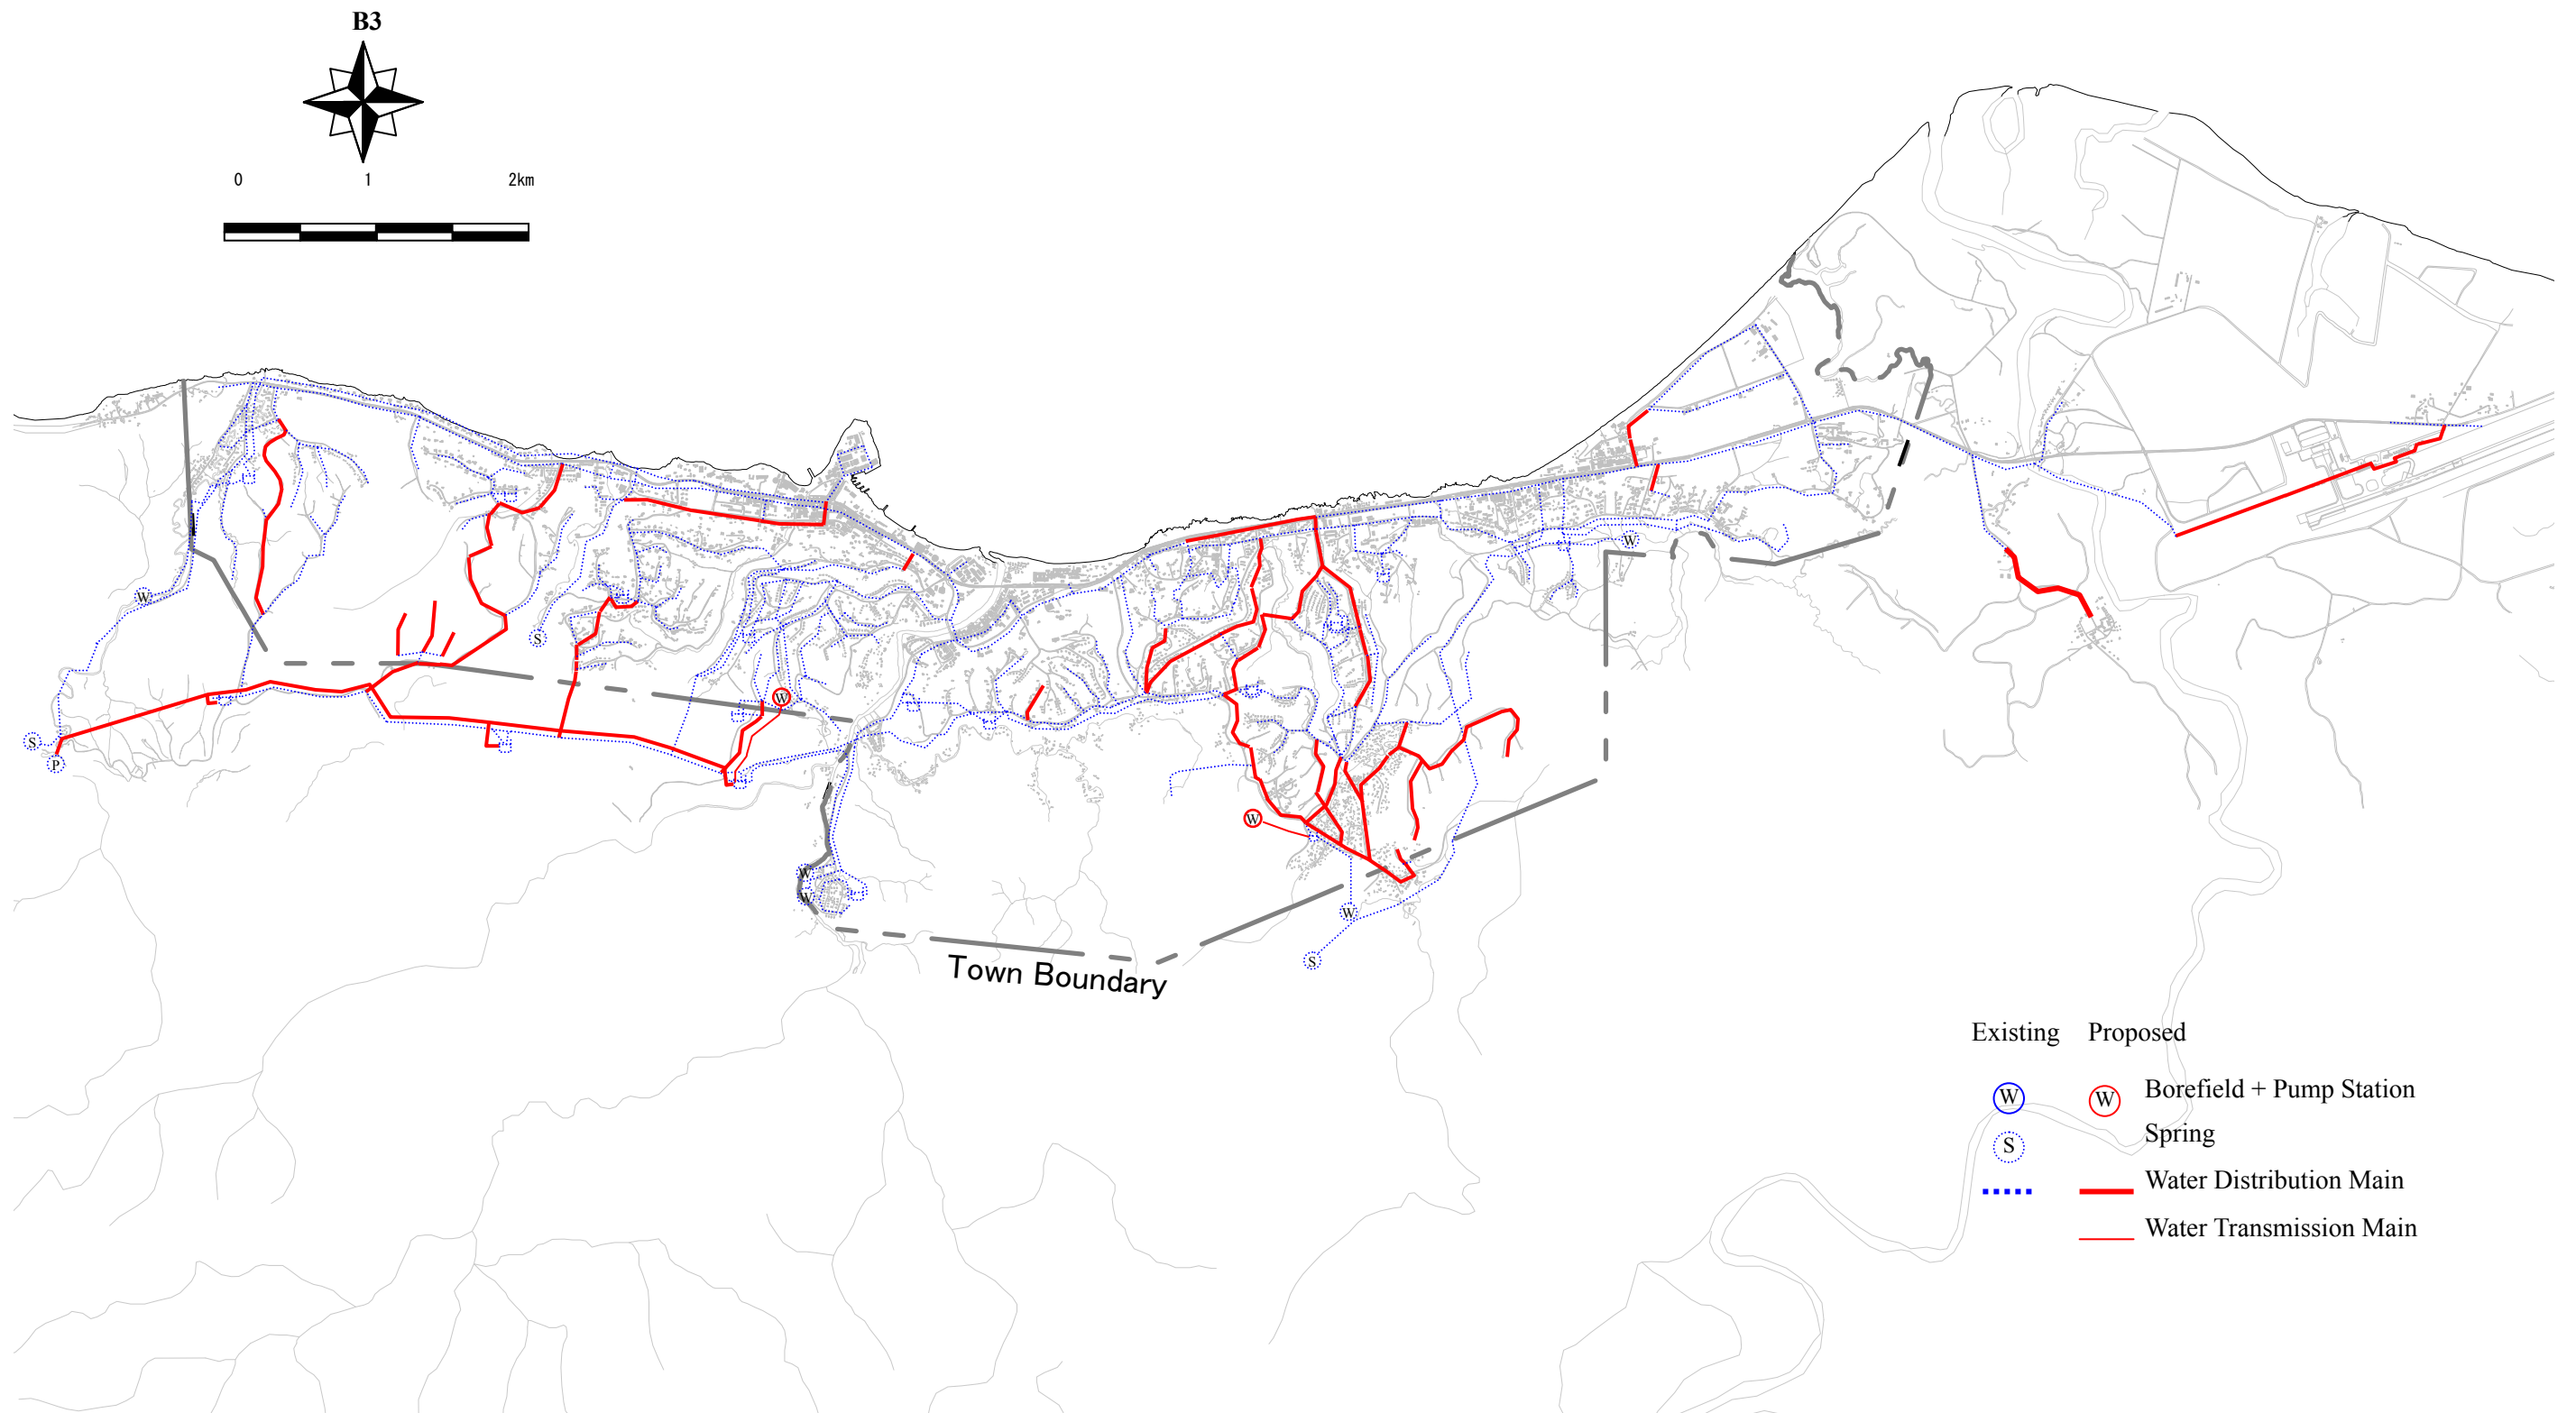 B3
0 1 2km
W
W
S
W
S
P
W
W
W
W
W
S
Town Boundary
Existing Proposed
W W Borefield + Pump Station
S Spring
Water Distribution Main
Water Transmission Main